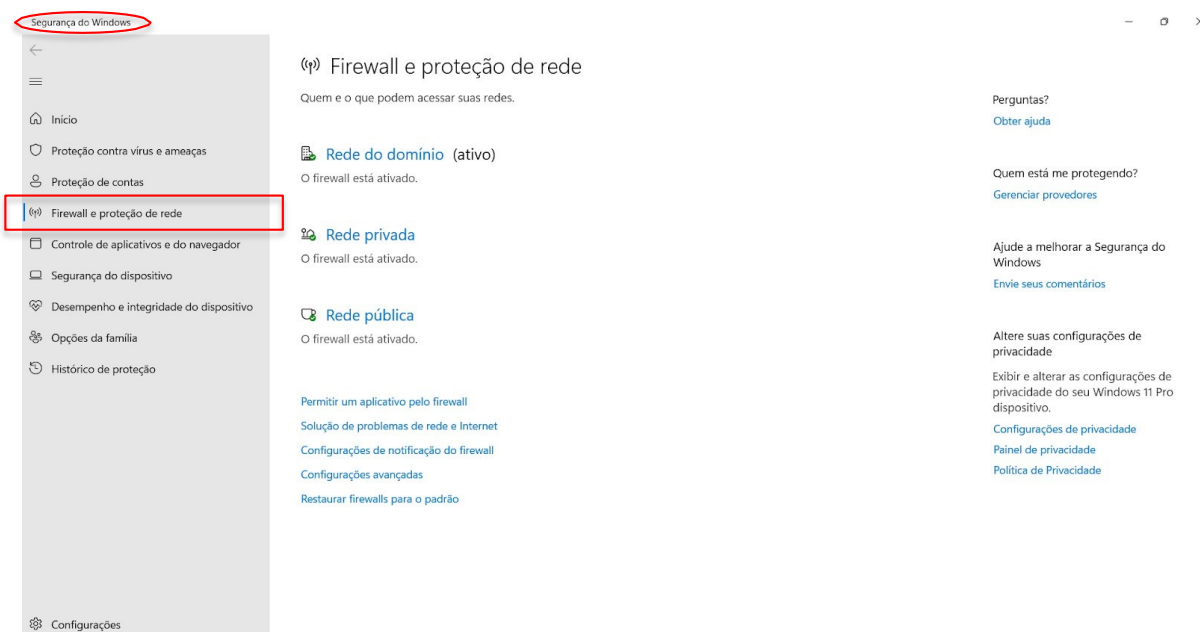 Segurança do Windows
Início
Proteção contra vírus e ameaças
Proteção de contas
Firewall e proteção de rede
Controle de aplicativos e do navegador
Segurança do dispositivo
Desempenho e integridade do dispositivo
Opções da família
Histórico de proteção
Configurações
Firewall e proteção de rede
Quem e o que podem acessar suas redes.
Rede do domínio (ativo)
O firewall está ativado.
Rede privada
O firewall está ativado.
Rede pública
O firewall está ativado.
Permitir um aplicativo pelo firewall
Solução de problemas de rede e Internet
Configurações de notificação do firewall
Configurações avançadas
Restaurar firewalls para o padrão
Perguntas?
Obter ajuda
Quem está me protegendo?
Gerenciar provedores
Ajude a melhorar a Segurança do
Windows
Envie seus comentários
Altere suas configurações de
privacidade
Exibir e alterar as configurações de
privacidade do seu Windows 11 Pro
dispositivo.
Configurações de privacidade
Painel de privacidade
Política de Privacidade